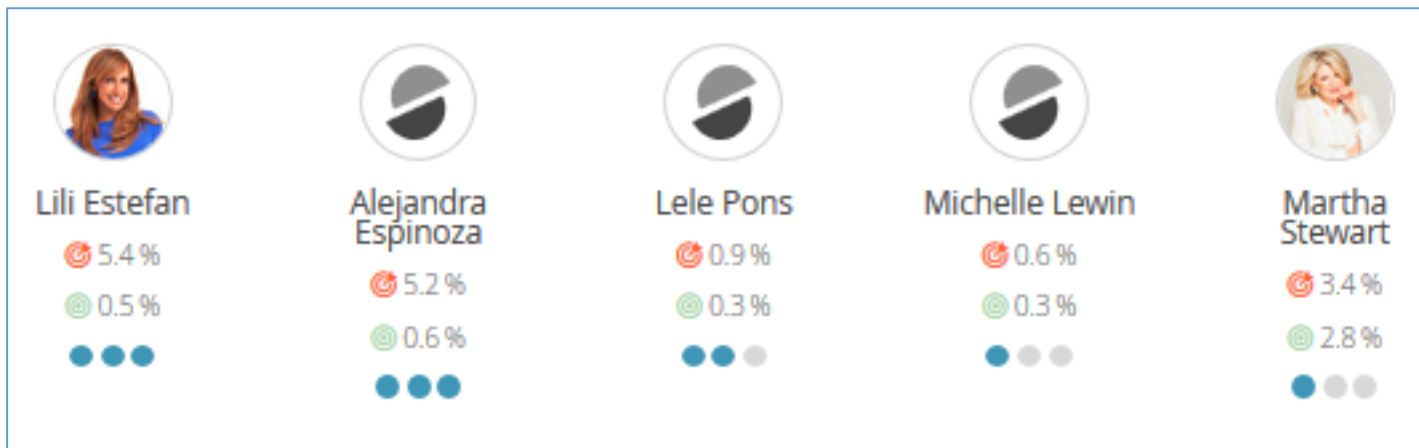 Lili Estefan
5.4 %
0.5 %
Alejandra
Espinoza
5.2 %
0.6 %
Lele Pons
0.9 %
0.3 %
Michelle Lewin
0.6 %
0.3 %
Martha
Stewart
3.4 %
2.8 %